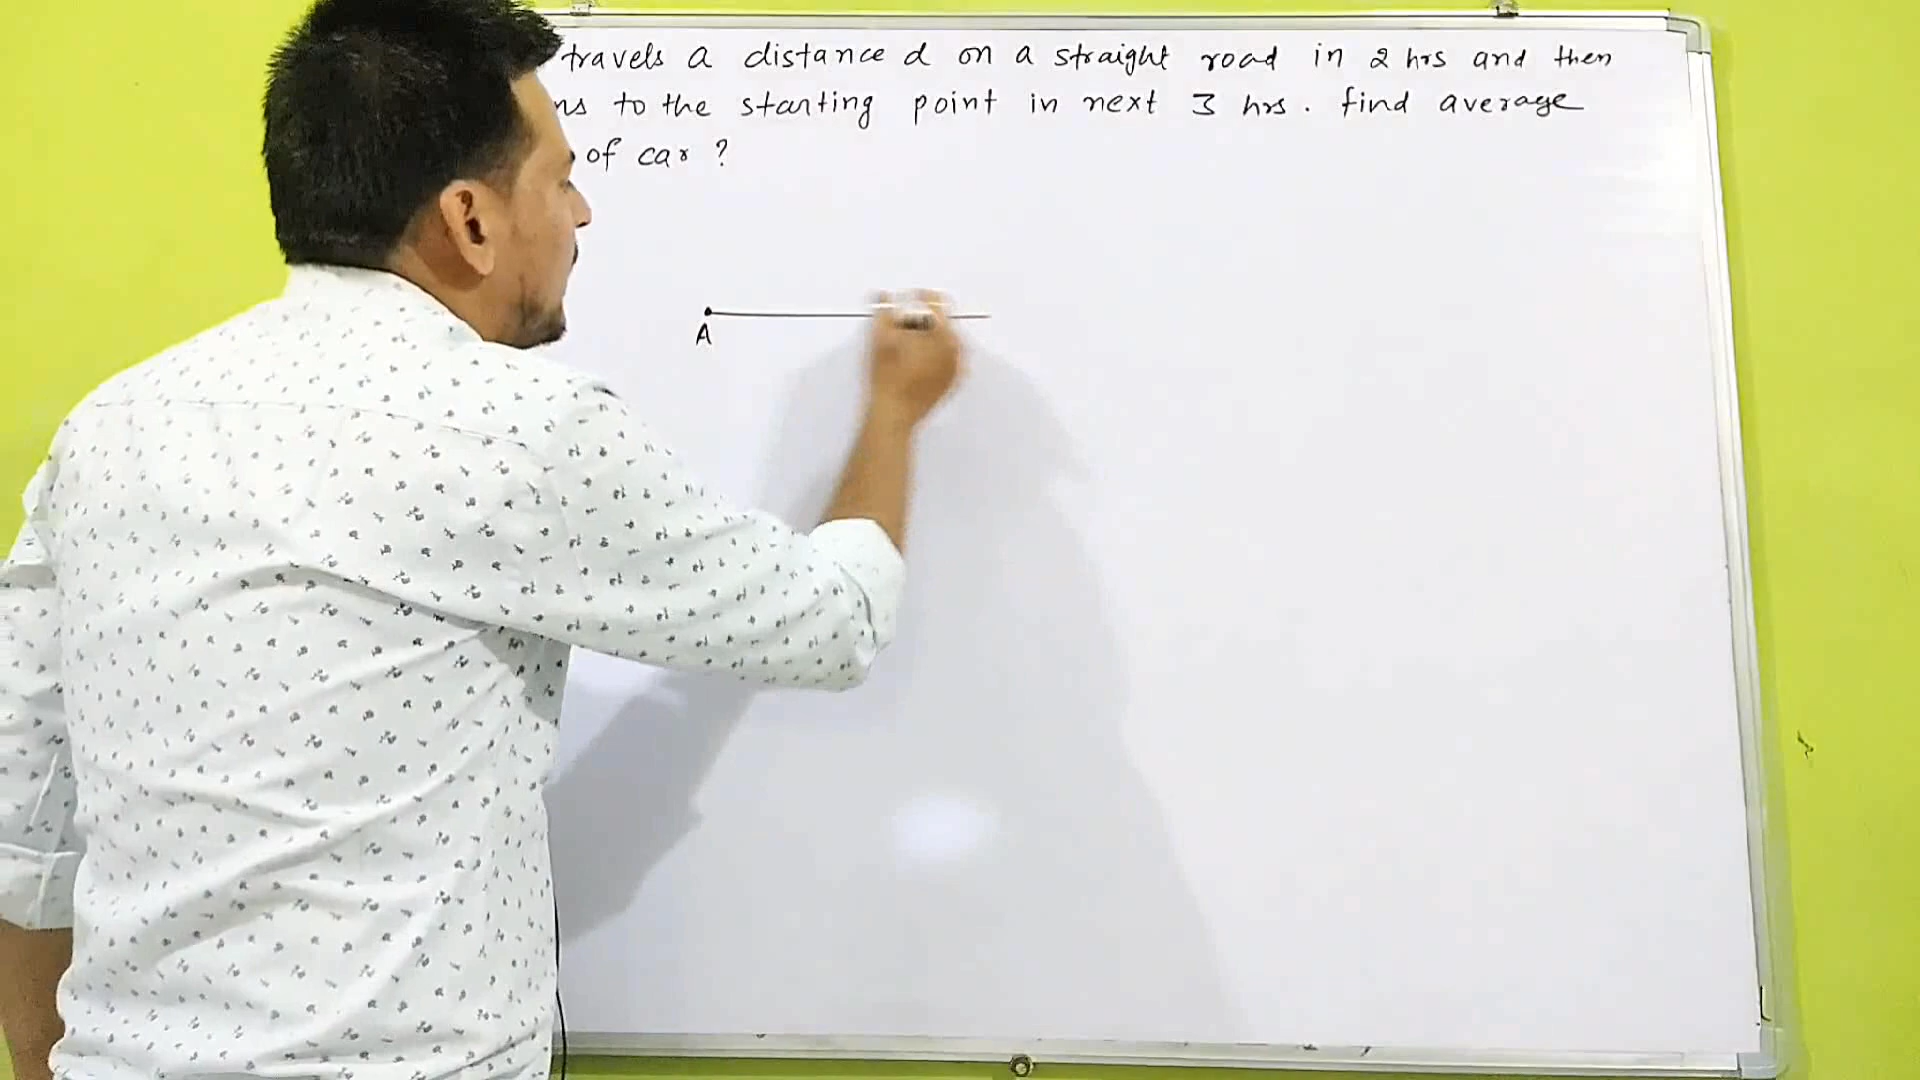 travels a distance d on a straight road in 2 hrs and then
to the starting point in next 3 hrs. find average
of car ?
A